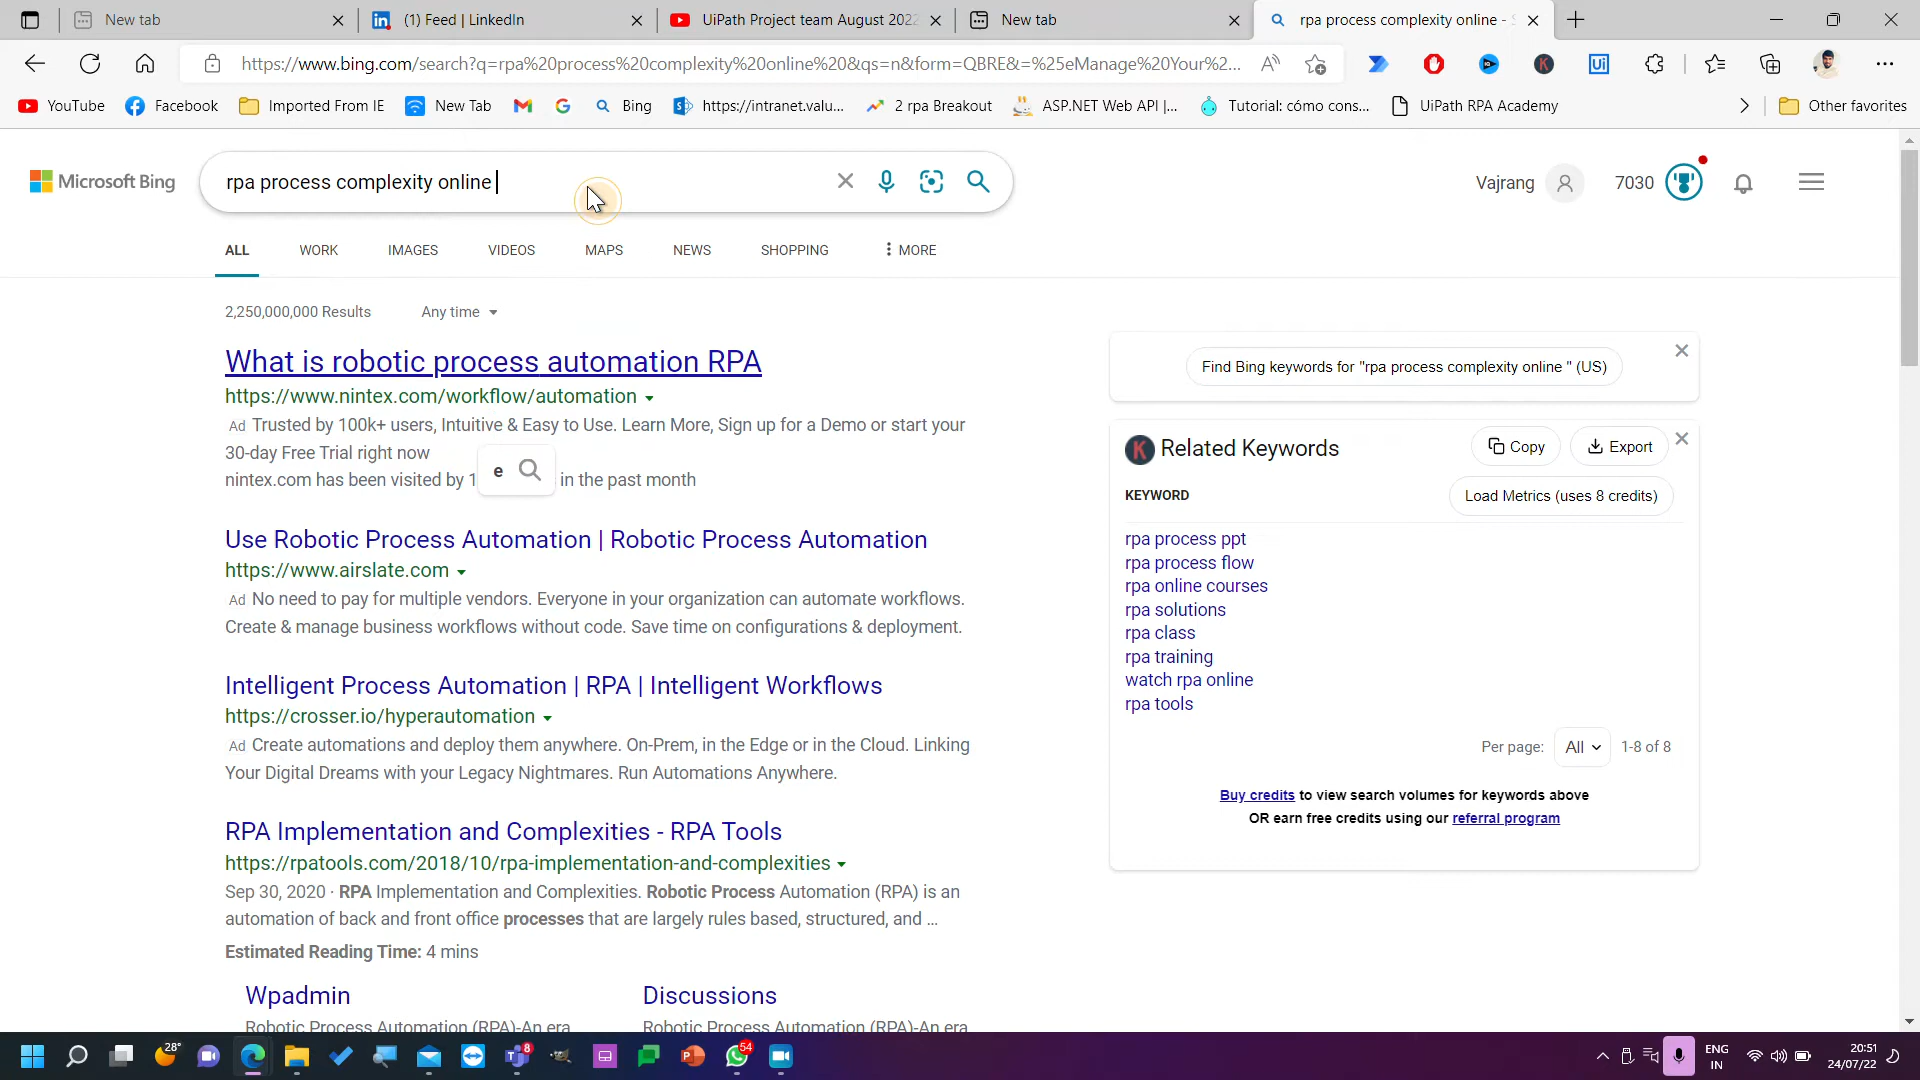 New tab
(1) Feed | LinkedIn
UiPath Project team August 2022
New tab
rpa process complexity online - S
https://www.bing.com/search?q=rpa%20process%20complexity%20online%20&qs=n&form=QBRE&=%25eManage%20Your%2...
YouTube
Facebook
Imported From IE
New Tab
Bing
https://intranet.valu...
2 rpa Breakout
ASP.NET Web API |...
Tutorial: cómo cons...
UiPath RPA Academy
Other favorites
Microsoft Bing
rpa process complexity online
Vajrang
7030
ALL
WORK
IMAGES
VIDEOS
MAPS
NEWS
SHOPPING
MORE
2,250,000,000 Results
Any time
What is robotic process automation RPA
https://www.nintex.com/workflow/automation
Ad Trusted by 100k+ users, Intuitive & Easy to Use. Learn More, Sign up for a Demo or start your
30-day Free Trial right now
nintex.com has been visited by 1
e
in the past month
Use Robotic Process Automation | Robotic Process Automation
https://www.airslate.com
Ad No need to pay for multiple vendors. Everyone in your organization can automate workflows.
Create & manage business workflows without code. Save time on configurations & deployment.
Intelligent Process Automation | RPA | Intelligent Workflows
https://crosser.io/hyperautomation
Ad Create automations and deploy them anywhere. On-Prem, in the Edge or in the Cloud. Linking
Your Digital Dreams with your Legacy Nightmares. Run Automations Anywhere.
RPA Implementation and Complexities - RPA Tools
https://rpatools.com/2018/10/rpa-implementation-and-complexities
Sep 30, 2020 · RPA Implementation and Complexities. Robotic Process Automation (RPA) is an
automation of back and front office processes that are largely rules based, structured, and ...
Estimated Reading Time: 4 mins
Wpadmin
Robotic Process Automation (RPA)-An era
Discussions
Robotic Process Automation (RPA)-An era
Find Bing keywords for "rpa process complexity online " (US)
K Related Keywords
Copy
Export
KEYWORD
Load Metrics (uses 8 credits)
rpa process ppt
rpa process flow
rpa online courses
rpa solutions
rpa class
rpa training
watch rpa online
rpa tools
Per page:
All
1-8 of 8
Buy credits to view search volumes for keywords above
OR earn free credits using our referral program
28°
8
54
ENG
IN
20:51
24/07/22